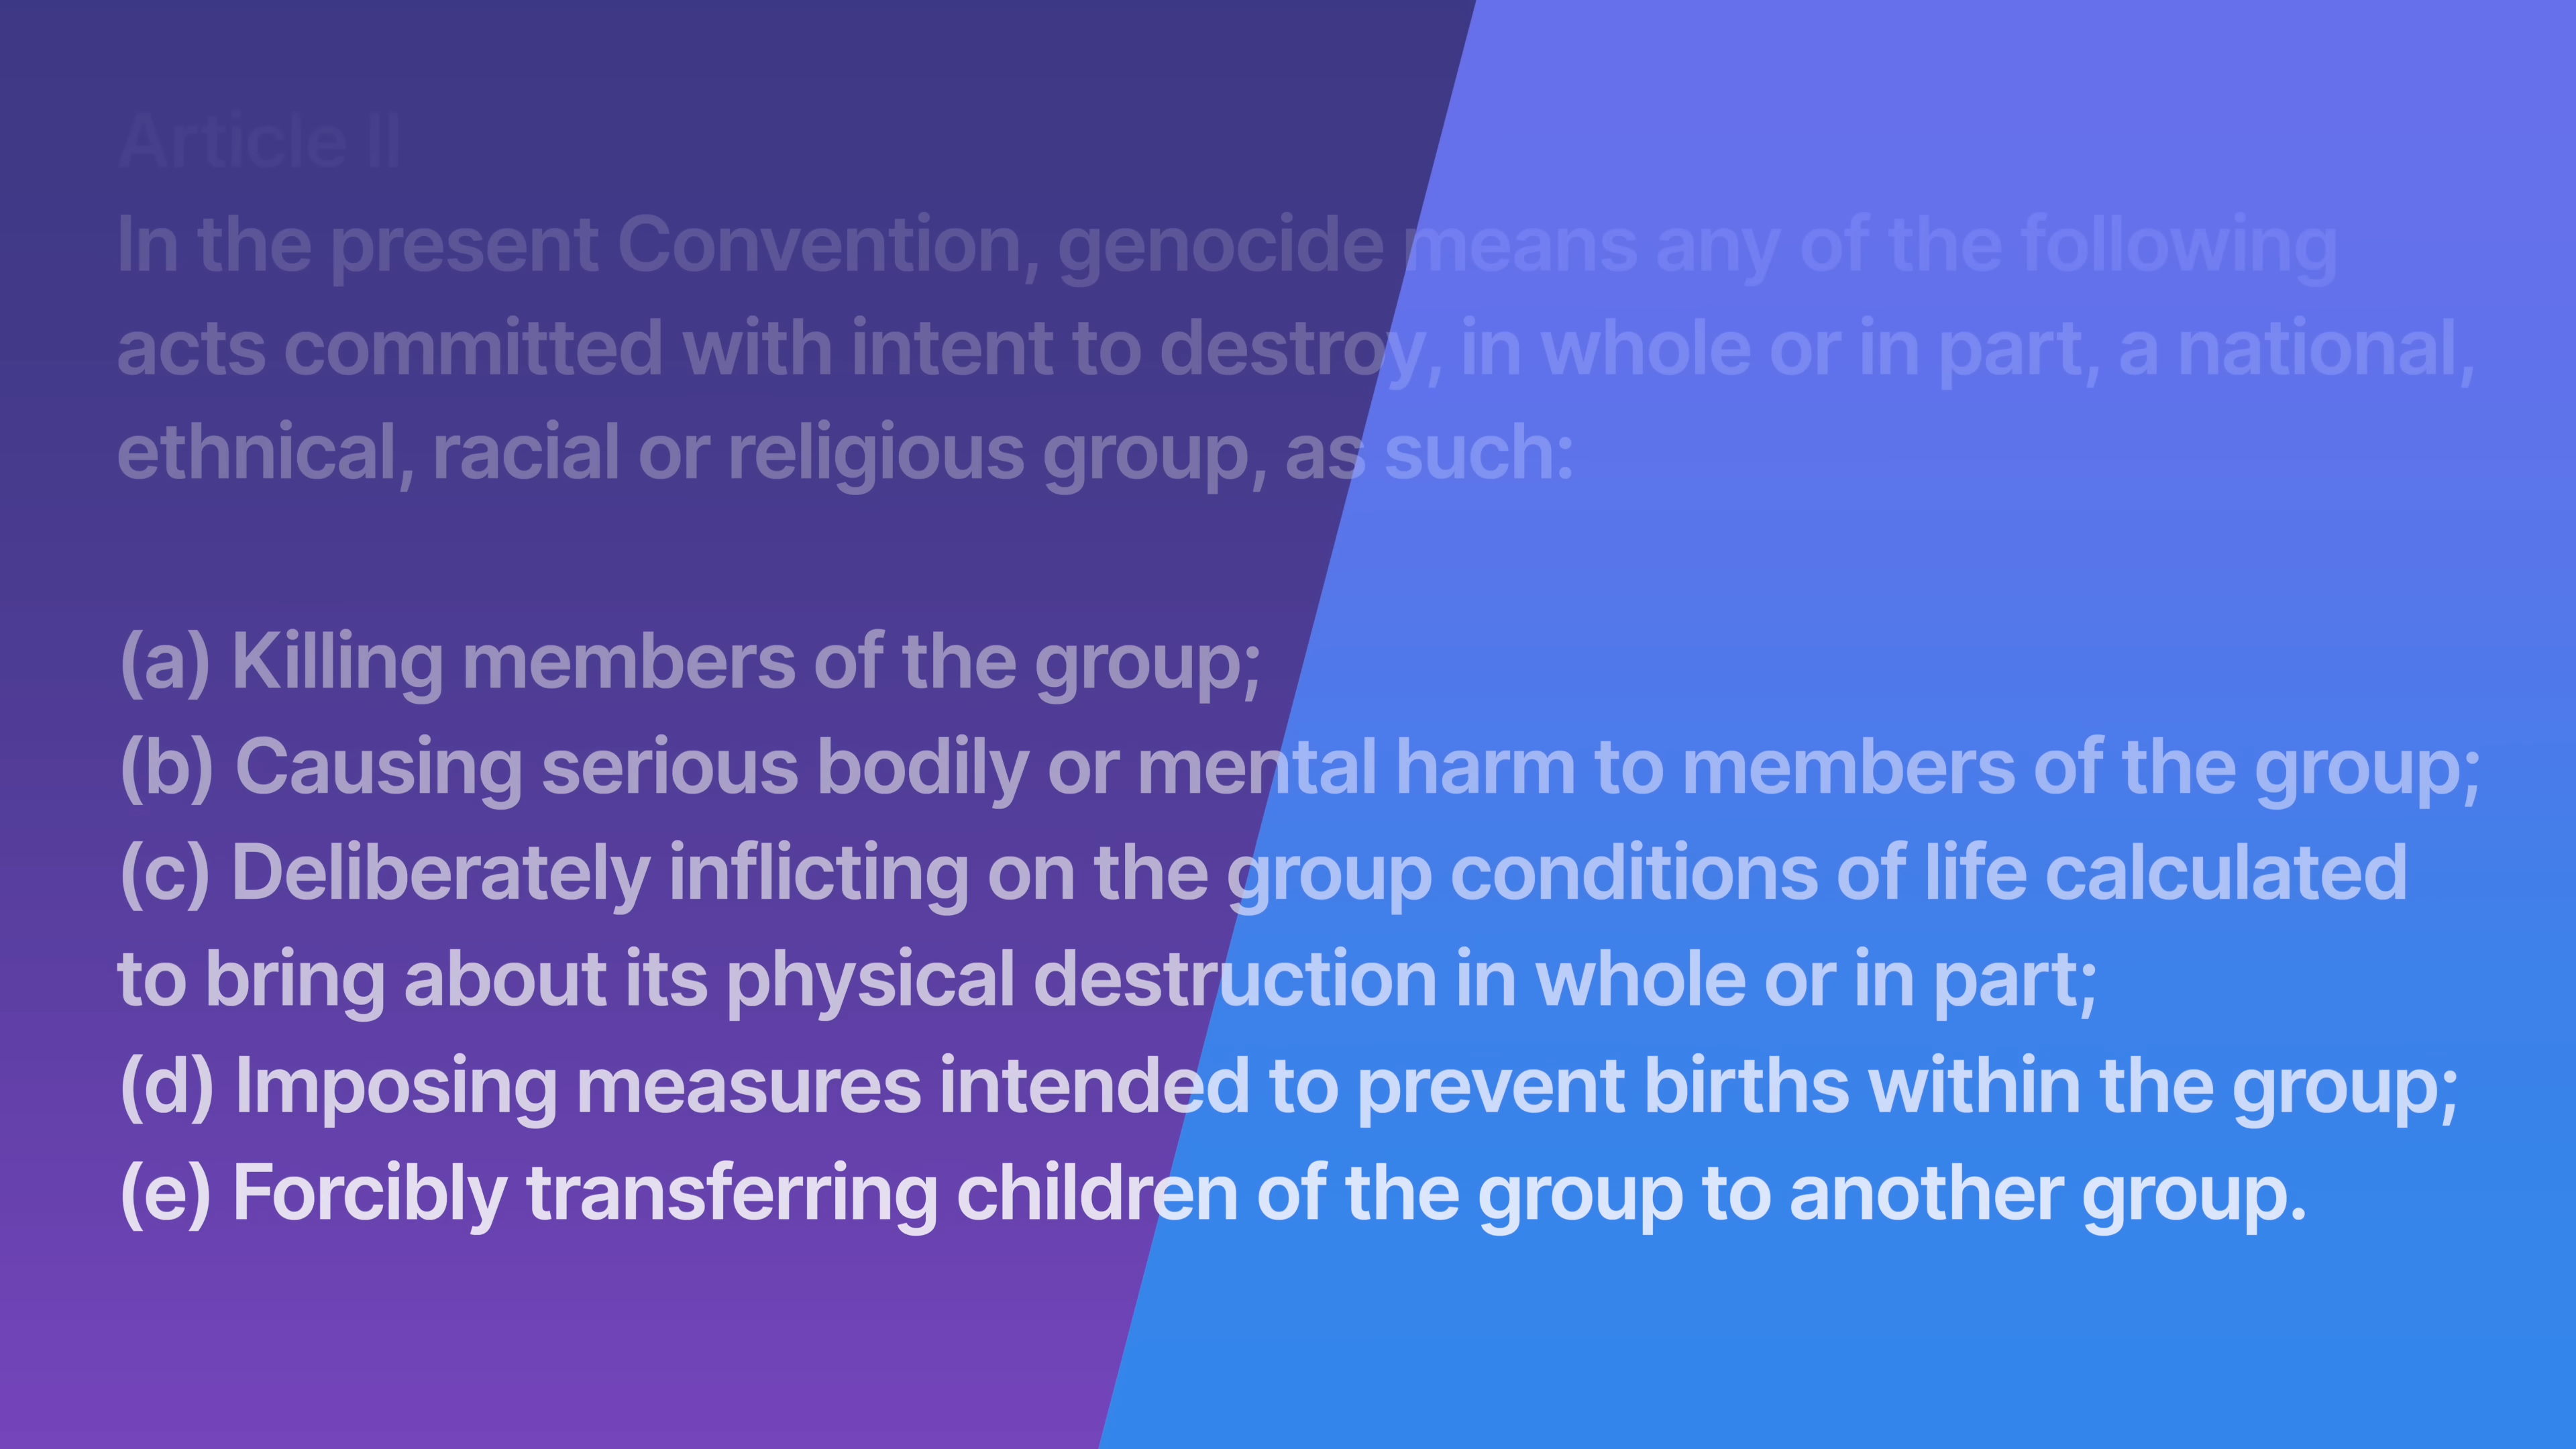 Article II
In the present Convention, genocide means any of the following
acts committed with intent to destroy, in whole or in part, a national,
ethnical, racial or religious group, as such:
(a) Killing members of the group;
(b) Causing serious bodily or mental harm to members of the group;
(c) Deliberately inflicting on the group conditions of life calculated
to bring about its physical destruction in whole or in part;
(d) Imposing measures intended to prevent births within the group;
(e) Forcibly transferring children of the group to another group.